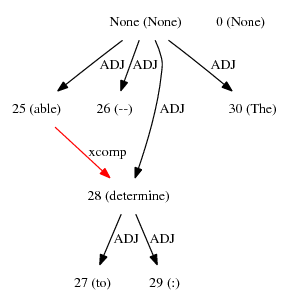 None (None) 0 (None)
ADJ ADJ ADJ
25 (able) 26 (--) ADJ 30 (The)
xcomp
28 (determine)
ADJ ADJ
27 (to) 29 (:)